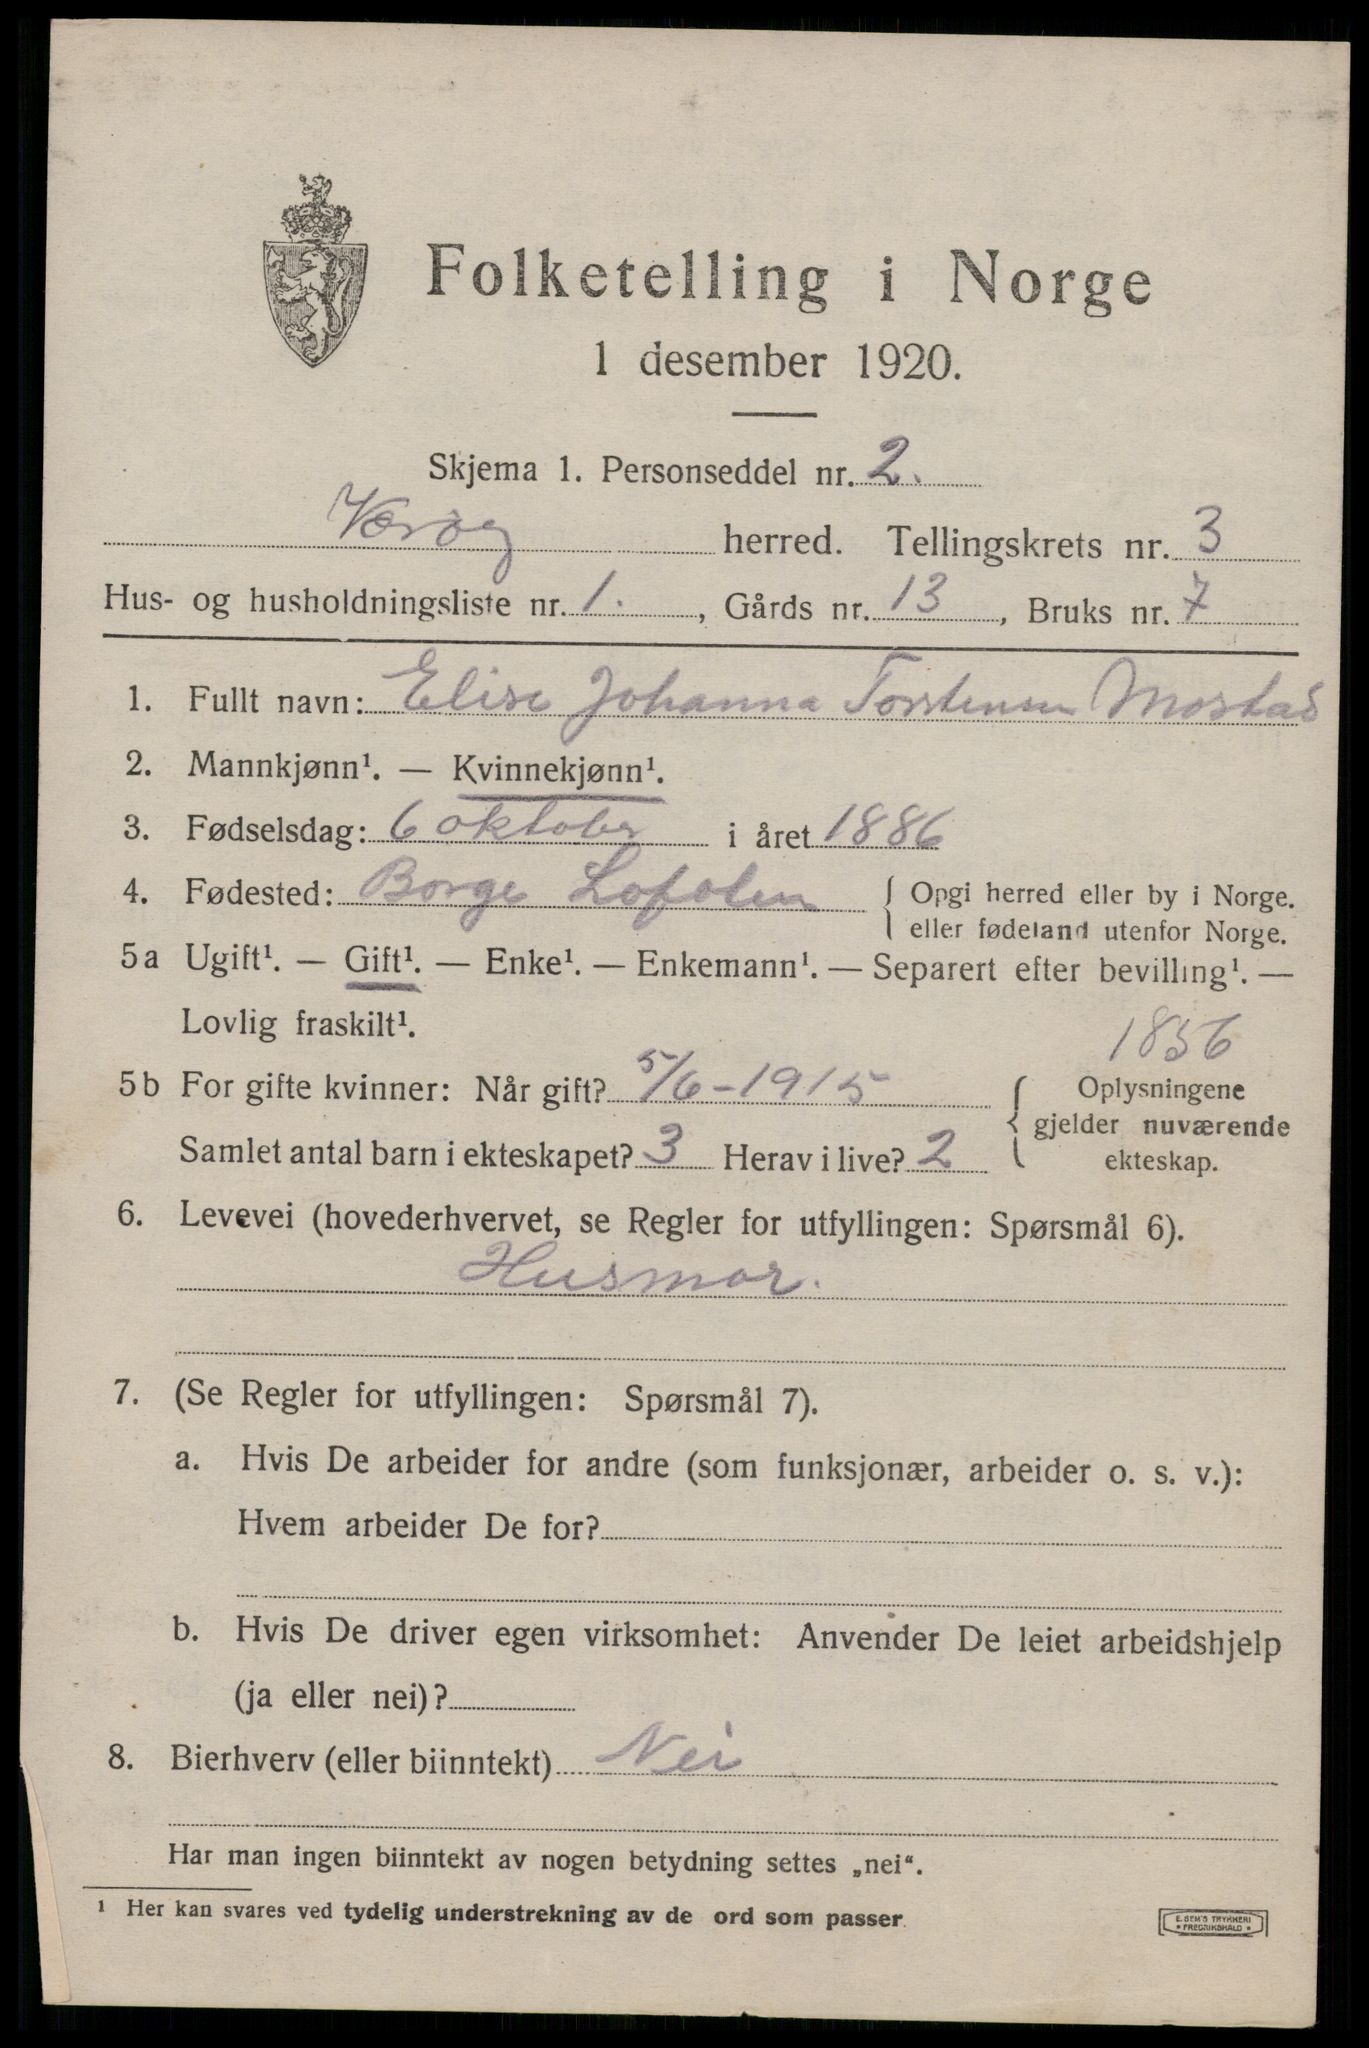 Folketelling i Norge
1 desember 1920.
Skjema 1. Personseddel nr. 2.
Værøy herred. Tellingskrets nr. 3
Hus- og husholdningsliste nr. 1. , Gårds nr. 13 , Bruks nr. 7
1. Fullt navn: Elise Johanna Torstensen Mostad
2. Mannkjønn¹. — Kvinnekjønn¹.
3. Fødselsdag: 6 oktober i året 1886
4. Fødested: Borge Lofoten { Opgi herred eller by i Norge.
eller fødeland utenfor Norge.
5a Ugift¹. — Gift¹. — Enke¹. — Enkemann¹. — Separert efter bevilling¹. —
Lovlig fraskilt¹.
1856
5b For gifte kvinner: Når gift? 5/6-1915 { Oplysningene
gjelder nuværende
Samlet antal barn i ekteskapet? 3 Herav i live? 2
ekteskap.
6. Levevei (hovederhvervet, se Regler for utfyllingen: Spørsmål 6).
Husmor.
7. (Se Regler for utfyllingen: Spørsmål 7).
a. Hvis De arbeider for andre (som funksjonær, arbeider o. s. v.):
Hvem arbeider De for?
b. Hvis De driver egen virksomhet: Anvender De leiet arbeidshjelp
(ja eller nei)?
8. Bierhverv (eller biinntekt) Nei
Har man ingen biinntekt av nogen betydning settes „nei“.
1 Her kan svares ved tydelig understrekning av de ord som passer
E. SEM'S TRYKKERI
* FREDRIKSHALD *